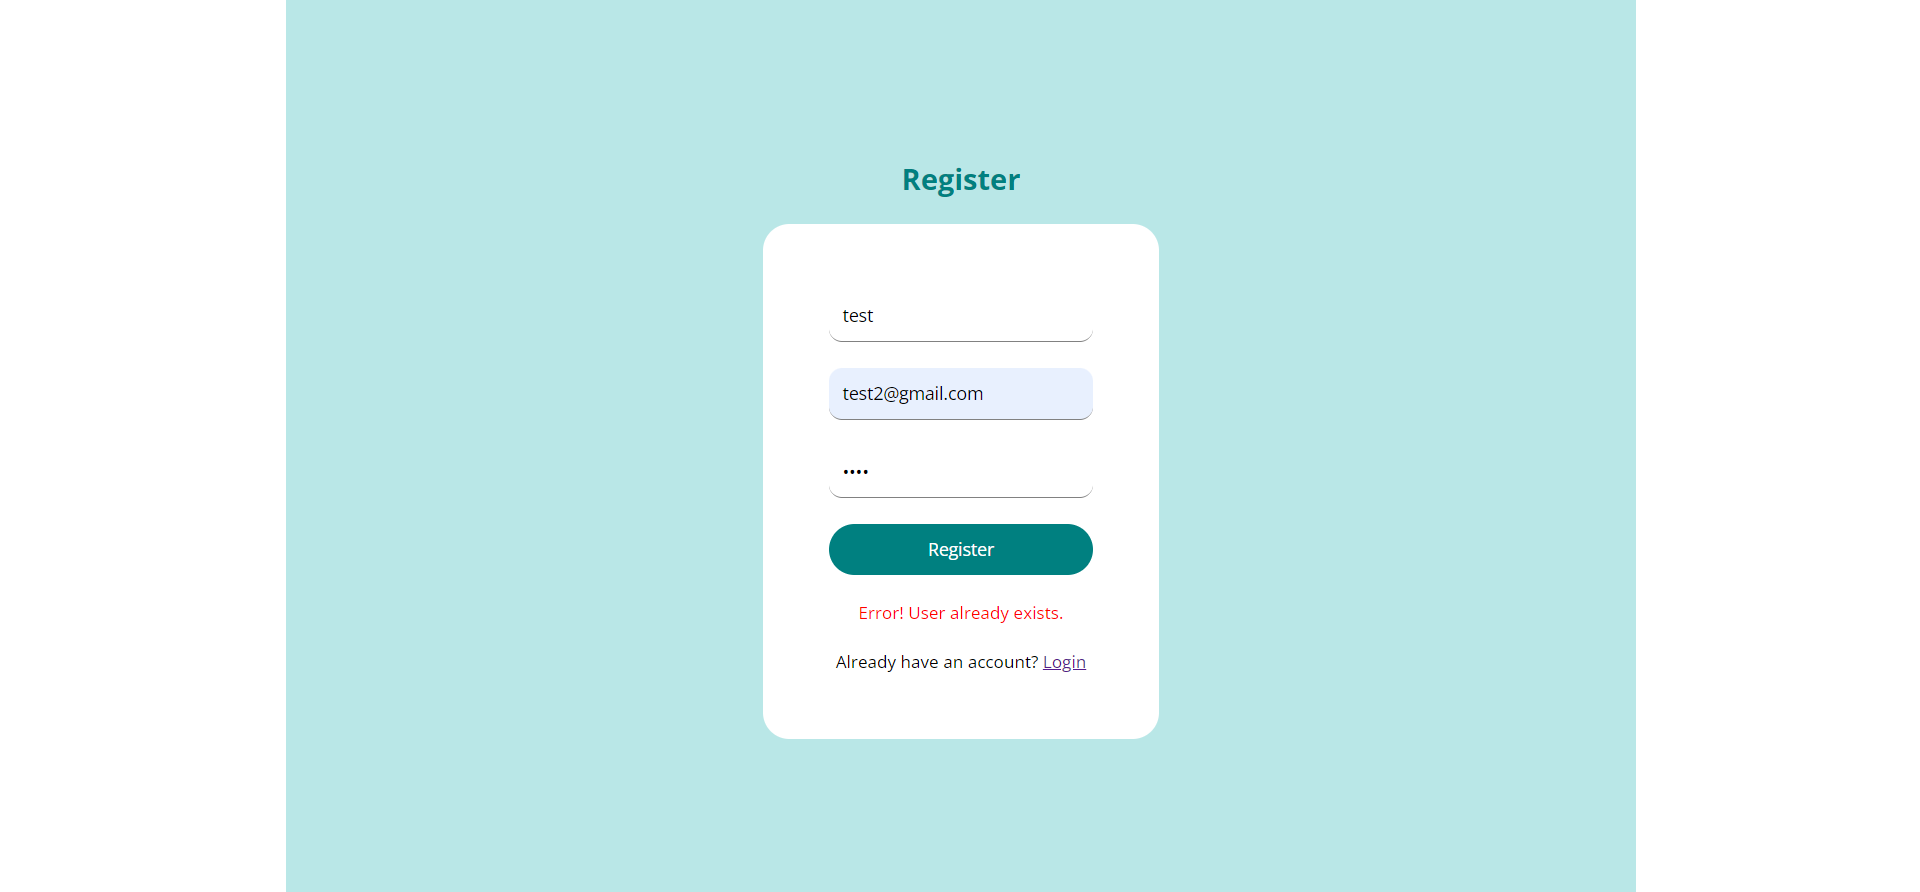 Register
test
test2@gmail.com
••••
Register
Error! User already exists.
Already have an account? Login